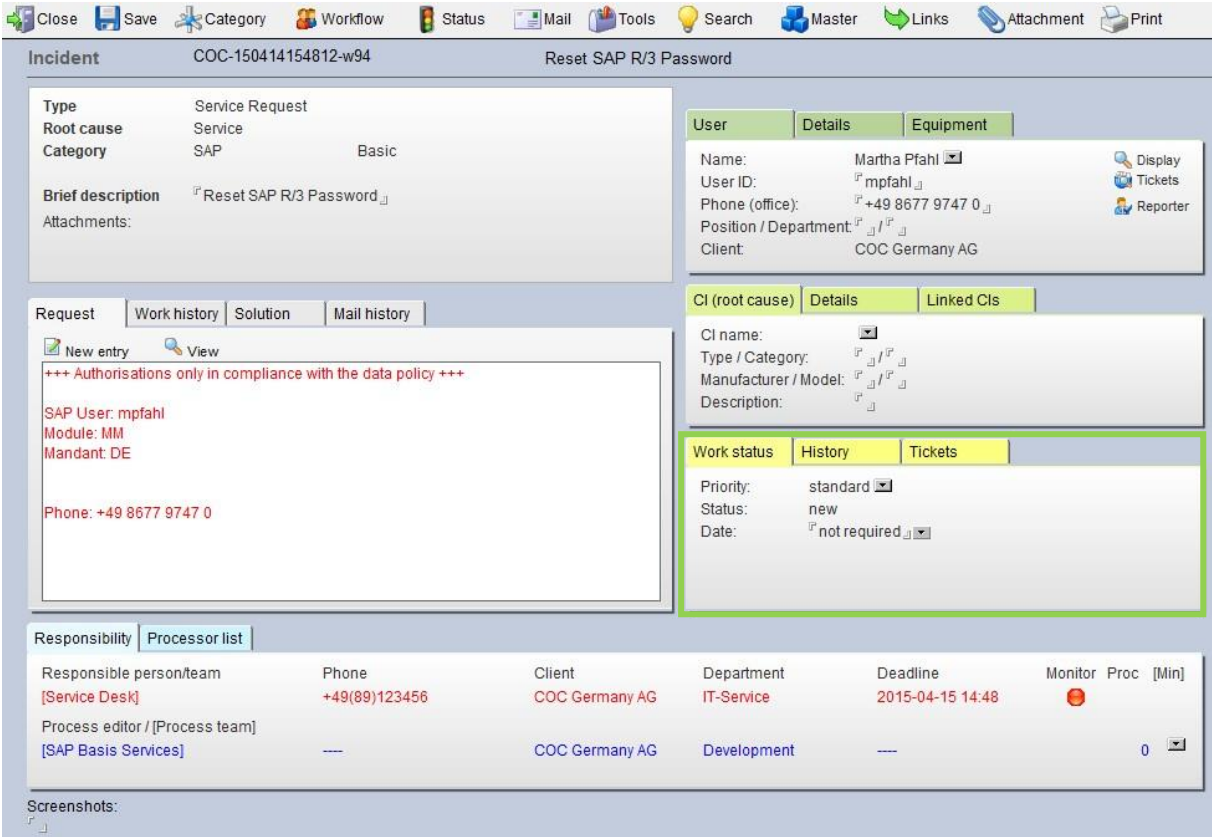 Close Save Category Workflow Status Mail Tools Search Master Links Attachment Print
Incident COC-150414154812-w94 Reset SAP R/3 Password
Type Service Request
Root cause Service
Category SAP Basic
Brief description Reset SAP R/3 Password
Attachments:
User Details Equipment
Name: Martha Pfahl Display
User ID: mpfahl Tickets
Phone (office): +49 8677 9747 0 Reporter
Position / Department: /
Client: COC Germany AG
Request Work history Solution Mail history
New entry View
+++ Authorisations only in compliance with the data policy +++
SAP User: mpfahl
Module: MM
Mandant: DE
Phone: +49 8677 9747 0
CI (root cause) Details Linked CIs
CI name:
Type / Category: /
Manufacturer / Model: /
Description:
Work status History Tickets
Priority: standard
Status: new
Date: not required
Responsibility Processor list
Responsible person/team Phone Client Department Deadline Monitor Proc [Min]
[Service Desk] +49(89)123456 COC Germany AG IT-Service 2015-04-15 14:48
Process editor / [Process team]
[SAP Basis Services] ---- COC Germany AG Development ---- 0
Screenshots: